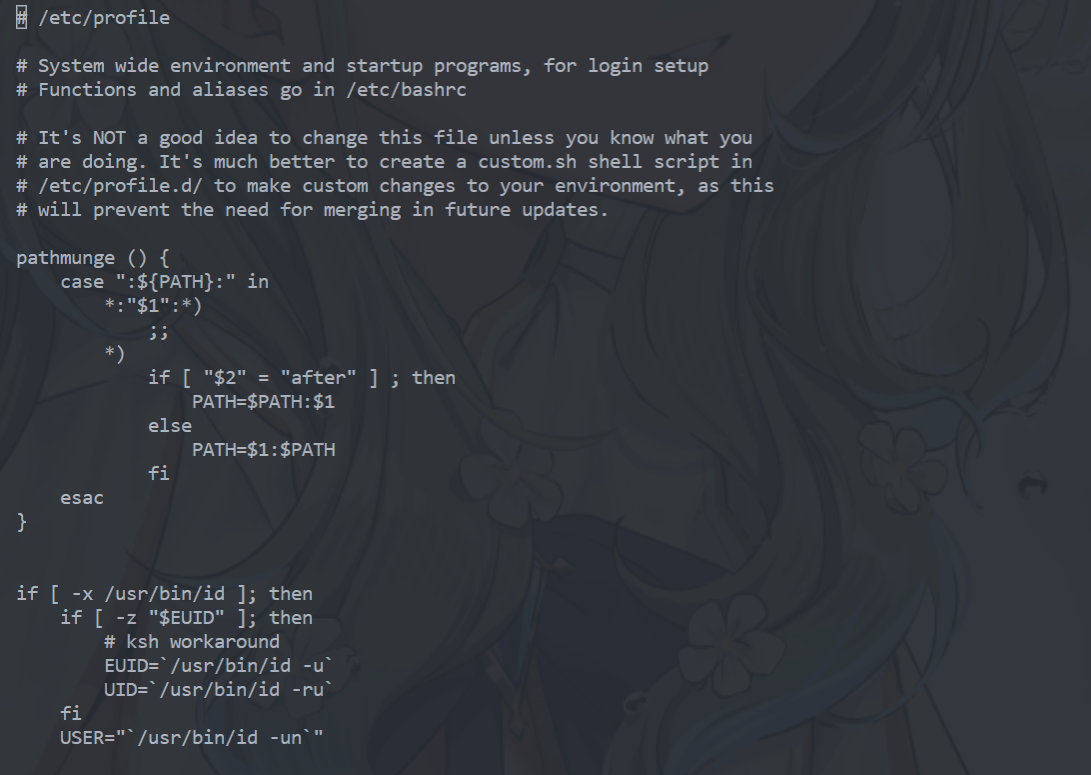 # /etc/profile

# System wide environment and startup programs, for login setup
# Functions and aliases go in /etc/bashrc

# It's NOT a good idea to change this file unless you know what you
# are doing. It's much better to create a custom.sh shell script in
# /etc/profile.d/ to make custom changes to your environment, as this
# will prevent the need for merging in future updates.

pathmunge () {
    case ":${PATH}:" in
        *:"$1":*)
            ;;
        *)
            if [ "$2" = "after" ] ; then
                PATH=$PATH:$1
            else
                PATH=$1:$PATH
            fi
    esac
}


if [ -x /usr/bin/id ]; then
    if [ -z "$EUID" ]; then
        # ksh workaround
        EUID=`/usr/bin/id -u`
        UID=`/usr/bin/id -ru`
    fi
    USER="`/usr/bin/id -un`"